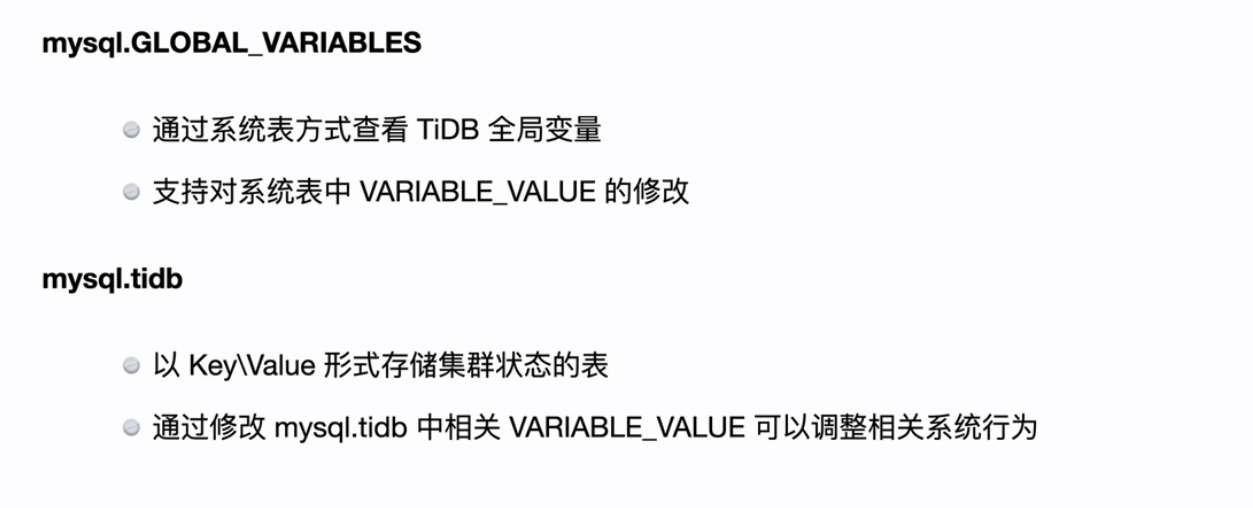 mysql.GLOBAL_VARIABLES
通过系统表方式查看 TiDB 全局变量
支持对系统表中 VARIABLE_VALUE 的修改
mysql.tidb
以 Key\Value 形式存储集群状态的表
通过修改 mysql.tidb 中相关 VARIABLE_VALUE 可以调整相关系统行为